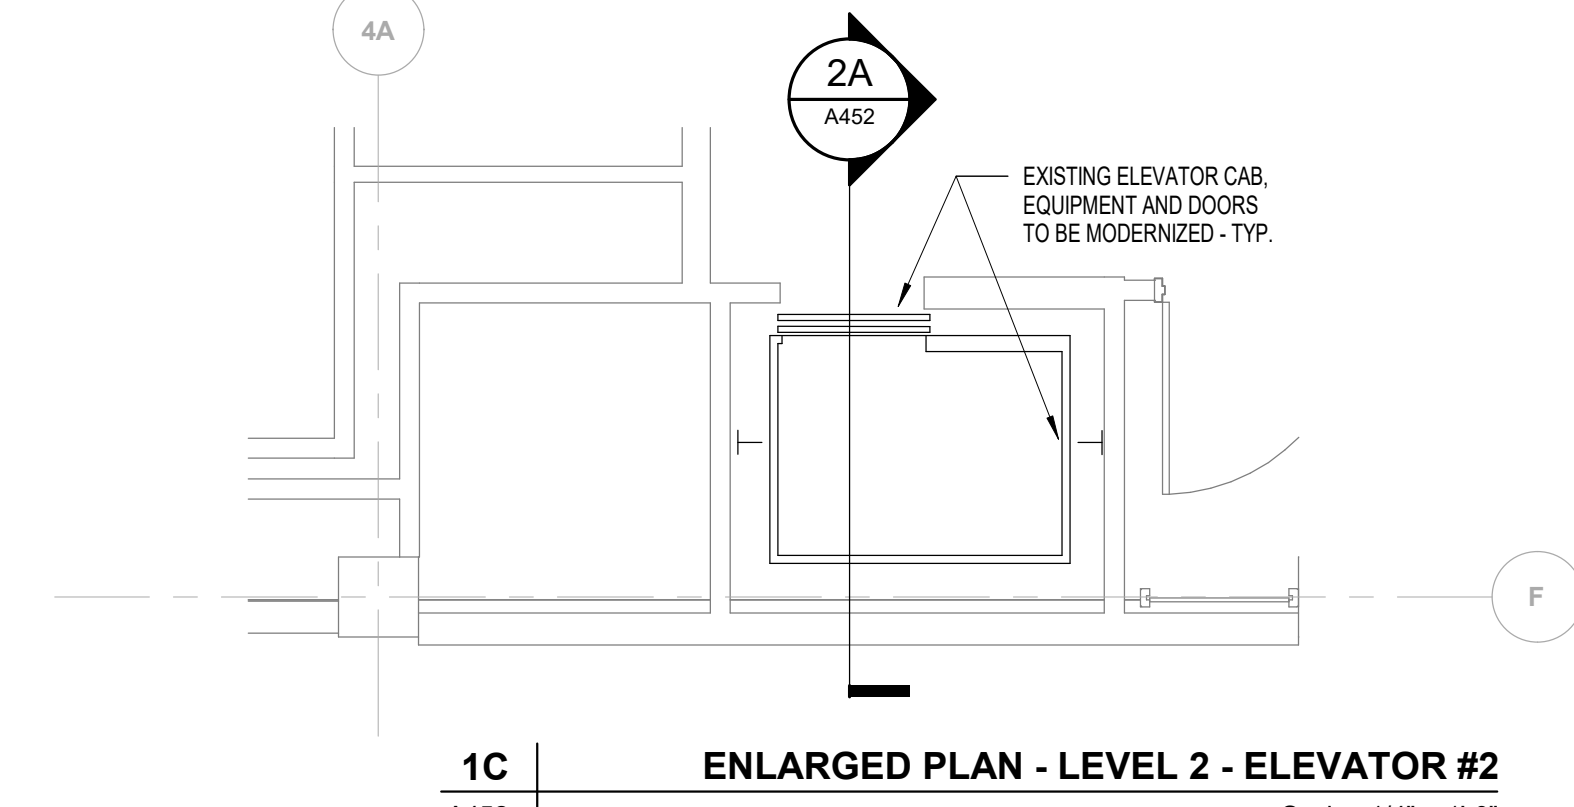 4A
2A
A452
EXISTING ELEVATOR CAB,
EQUIPMENT AND DOORS
TO BE MODERNIZED - TYP.
F
1C
ENLARGED PLAN - LEVEL 2 - ELEVATOR #2